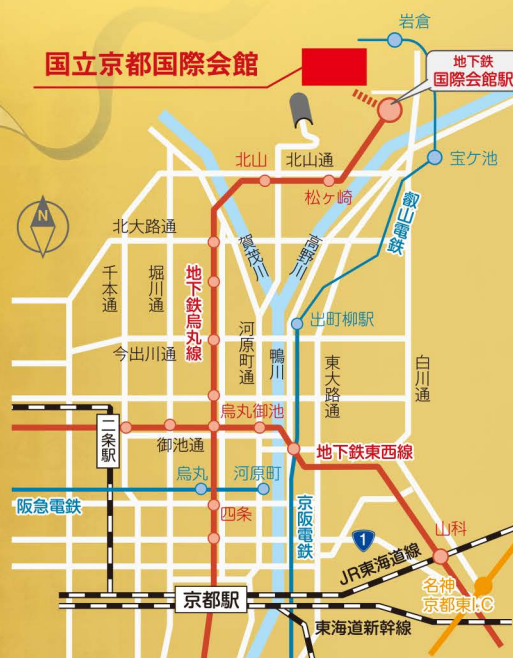 岩倉
国立京都国際会館
地下鉄
国際会館駅
北山
北山通
宝ケ池
松ヶ崎
叡山電鉄
N
北大路通
賀茂川
高野川
千本通
堀川通
地下鉄烏丸線
出町柳駅
河原町通
鴨川
今出川通
東大路通
白川通
烏丸御池
二条駅
御池通
地下鉄東西線
烏丸
河原町
阪急電鉄
四条
京阪電鉄
1
山科
JR東海道線
名神
京都東I.C
京都駅
東海道新幹線